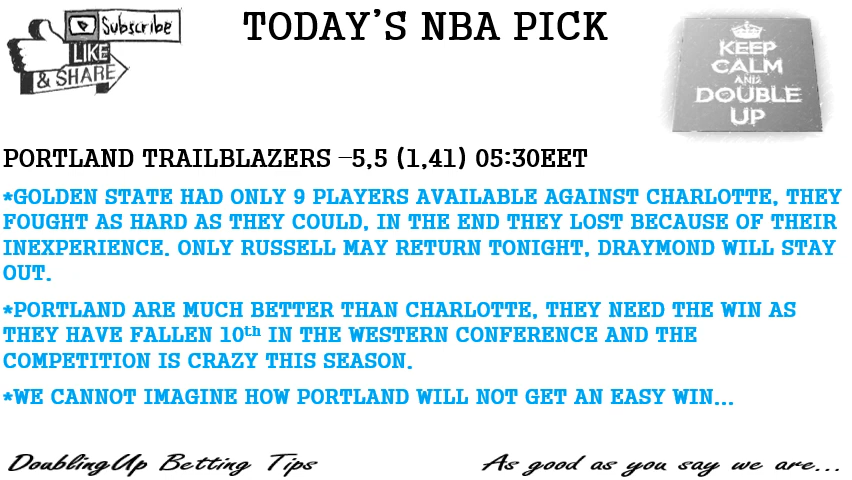 Subscribe
LIKE
& SHARE
TODAY'S NBA PICK
KEEP
CALM
AND
DOUBLE
UP
PORTLAND TRAILBLAZERS –5,5 (1,41) 05:30EET
*GOLDEN STATE HAD ONLY 9 PLAYERS AVAILABLE AGAINST CHARLOTTE, THEY
FOUGHT AS HARD AS THEY COULD, IN THE END THEY LOST BECAUSE OF THEIR
INEXPERIENCE. ONLY RUSSELL MAY RETURN TONIGHT, DRAYMOND WILL STAY
OUT.
*PORTLAND ARE MUCH BETTER THAN CHARLOTTE, THEY NEED THE WIN AS
THEY HAVE FALLEN 10th IN THE WESTERN CONFERENCE AND THE
COMPETITION IS CRAZY THIS SEASON.
*WE CANNOT IMAGINE HOW PORTLAND WILL NOT GET AN EASY WIN...
DoublingUp Betting Tips
As good as you say we are...